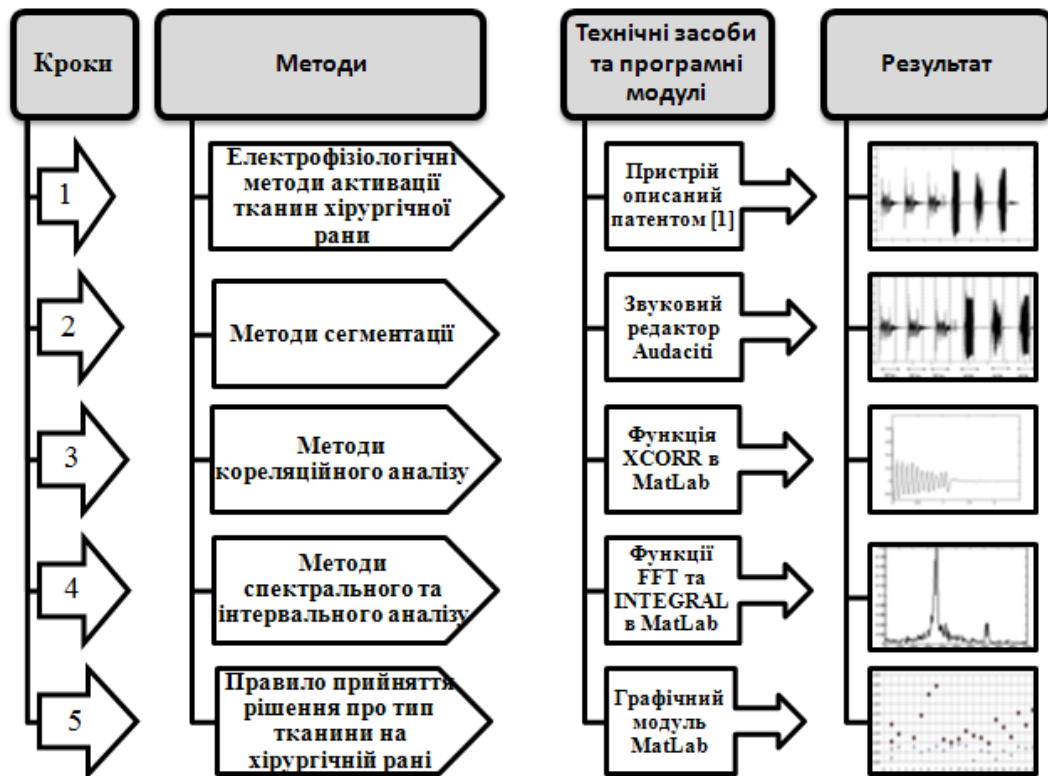 Кроки
Методи
Технічні засоби
та програмні
модулі
Результат
1
Електрофізіологічні
методи активації
тканин хірургічної
рани
Пристрій
описаний
патентом [1]
2
Методи сегментації
Звуковий
редактор
Audaciti
3
Методи
кореляційного аналізу
Функція
XCORR в
MatLab
4
Методи
спектрального та
інтервального аналізу
Функції
FFT та
INTEGRAL
в MatLab
5
Правило прийняття
рішення про тип
тканини на
хірургічній рані
Графічний
модуль
MatLab